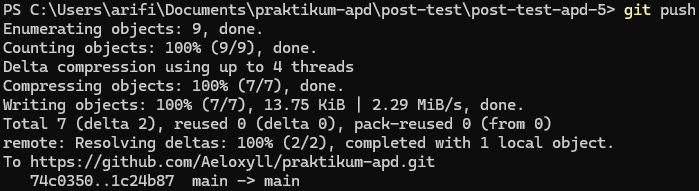 PS C:\Users\arifi\Documents\praktikum-apd\post-test\post-test-apd-5> git push
Enumerating objects: 9, done.
Counting objects: 100% (9/9), done.
Delta compression using up to 4 threads
Compressing objects: 100% (7/7), done.
Writing objects: 100% (7/7), 13.75 KiB | 2.29 MiB/s, done.
Total 7 (delta 2), reused 0 (delta 0), pack-reused 0 (from 0)
remote: Resolving deltas: 100% (2/2), completed with 1 local object.
To https://github.com/Aeloxyll/praktikum-apd.git
   74c0350..1c24b87  main -> main